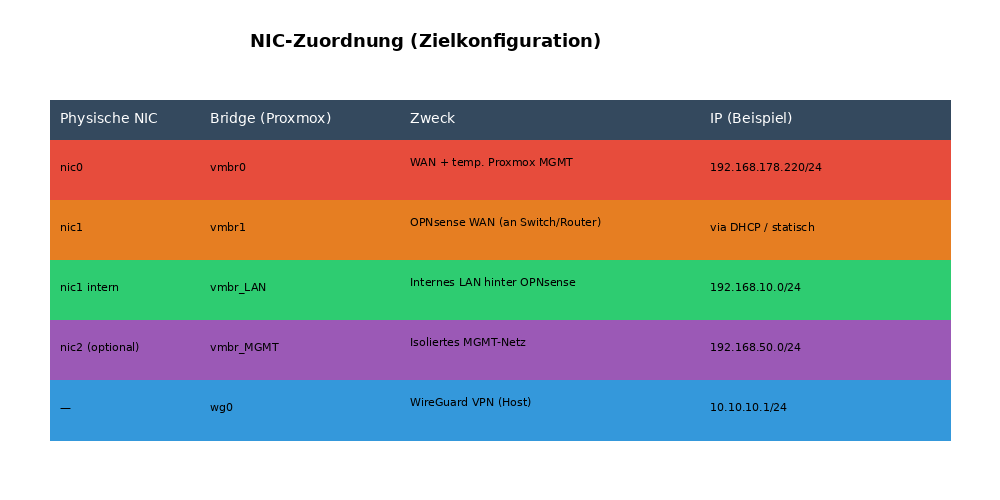 NIC-Zuordnung (Zielkonfiguration)
Physische NIC Bridge (Proxmox) Zweck IP (Beispiel)
nic0 vmbr0 WAN + temp. Proxmox MGMT 192.168.178.220/24
nic1 vmbr1 OPNsense WAN (an Switch/Router) via DHCP / statisch
nic1 intern vmbr_LAN Internes LAN hinter OPNsense 192.168.10.0/24
nic2 (optional) vmbr_MGMT Isoliertes MGMT-Netz 192.168.50.0/24
— wg0 WireGuard VPN (Host) 10.10.10.1/24